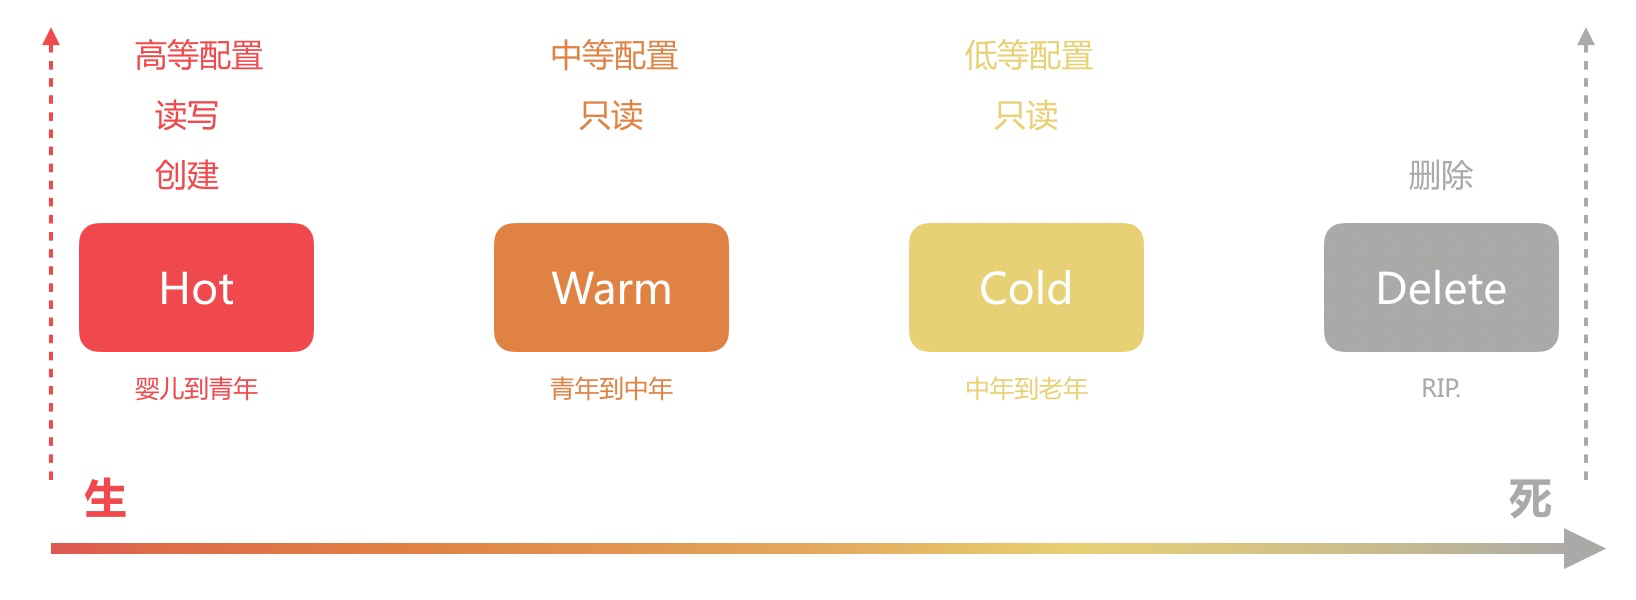 高等配置
读写
创建
Hot
婴儿到青年
中等配置
只读
Warm
青年到中年
低等配置
只读
Cold
中年到老年
删除
Delete
RIP.
生
死